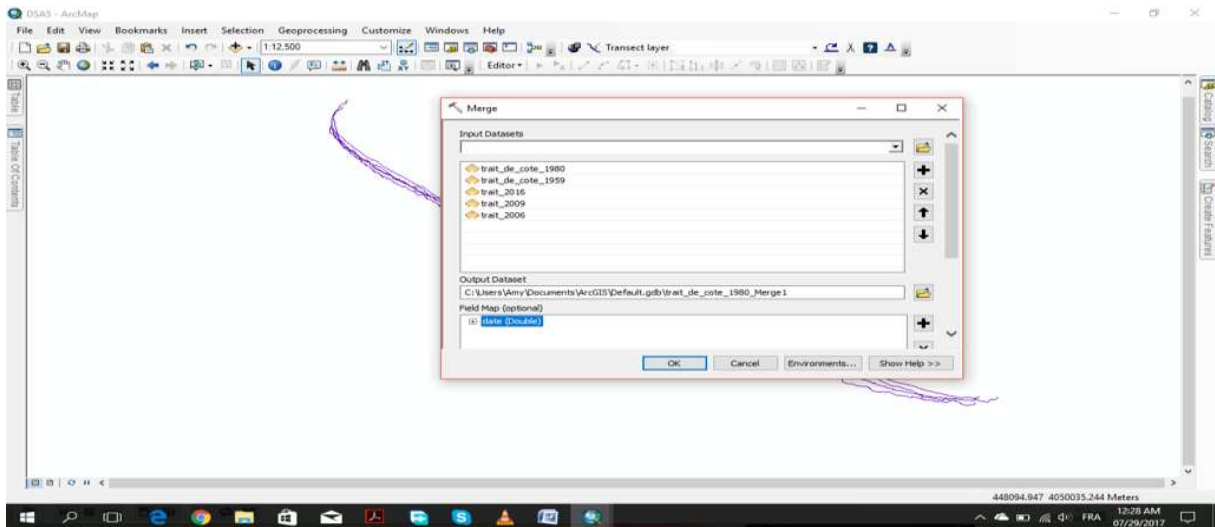 DSAS - ArcMap
File Edit View Bookmarks Insert Selection Geoprocessing Customize Windows Help
1:12.500
Transect layer
Editor
Table
Table Of Contents
Merge
Input Datasets
trait_de_cote_1980
trait_de_cote_1959
trait_2016
trait_2009
trait_2006
Output Dataset
C:\Users\Amy\Documents\ArcGIS\Default.gdb\trait_de_cote_1980_Merge1
Field Map (optional)
date (Double)
OK Cancel Environments... Show Help >>
Catalog
Search
Create Features
448094.947 4050035.244 Meters
FRA
12:28 AM
07/29/2017